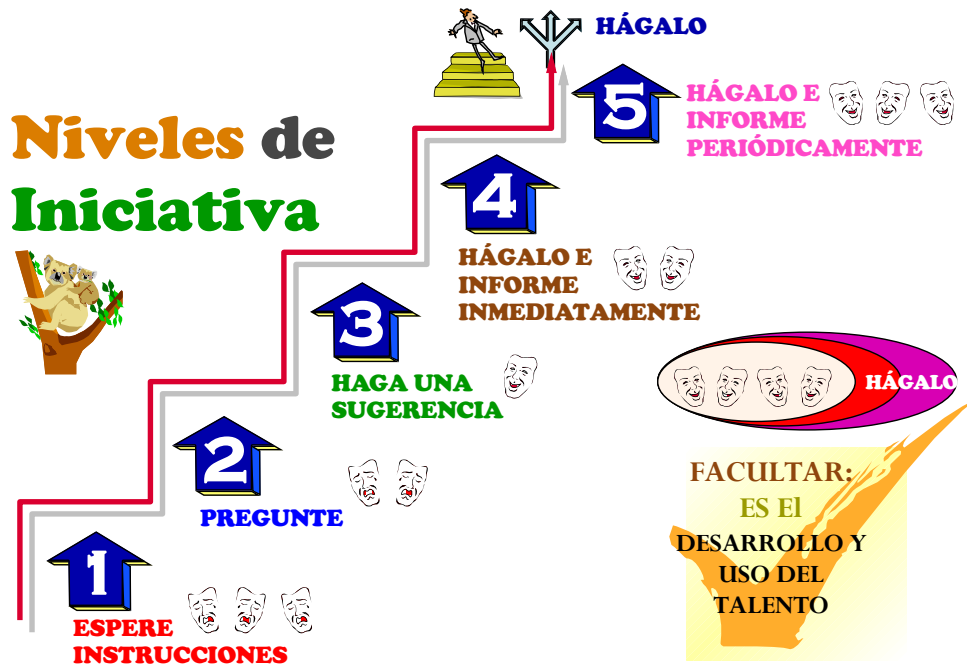 Niveles de
Iniciativa
HÁGALO
5
HÁGALO E
INFORME
PERIÓDICAMENTE
4
HÁGALO E
INFORME
INMEDIATAMENTE
3
HAGA UNA
SUGERENCIA
2
PREGUNTE
1
ESPERE
INSTRUCCIONES
HÁGALO
FACULTAR:
ES El
DESARROLLO Y
USO DEL
TALENTO